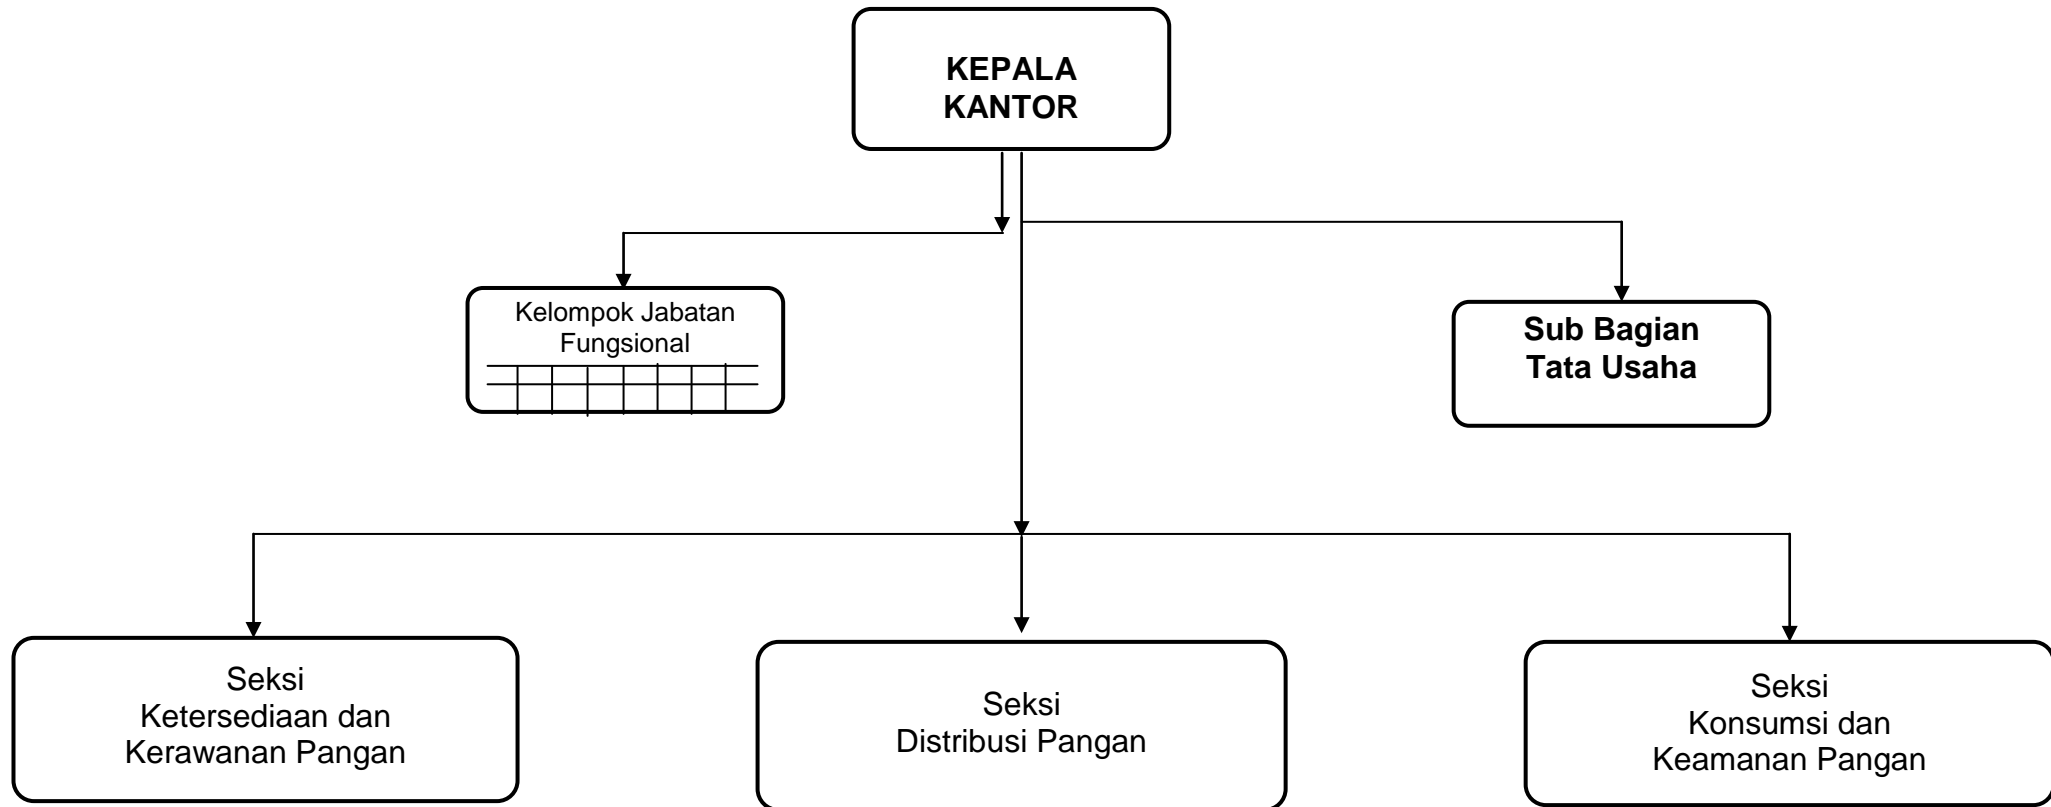 KEPALA
KANTOR
Kelompok Jabatan
Fungsional
Sub Bagian
Tata Usaha
Seksi
Ketersediaan dan
Kerawanan Pangan
Seksi
Distribusi Pangan
Seksi
Konsumsi dan
Keamanan Pangan